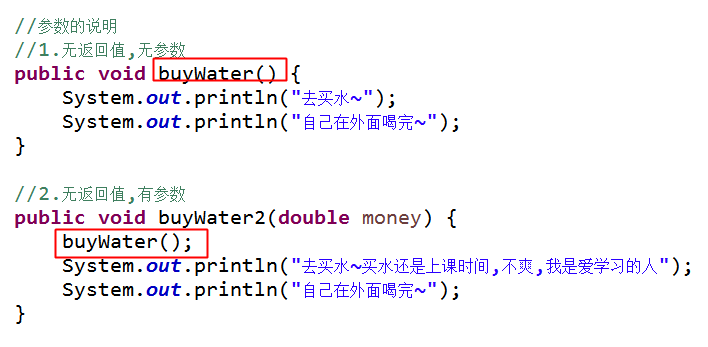 //参数的说明
//1.无返回值,无参数
public void buyWater() {
    System.out.println("去买水~");
    System.out.println("自己在外面喝完~");
}

//2.无返回值,有参数
public void buyWater2(double money) {
    buyWater();
    System.out.println("去买水~买水还是上课时间,不爽,我是爱学习的人");
    System.out.println("自己在外面喝完~");
}